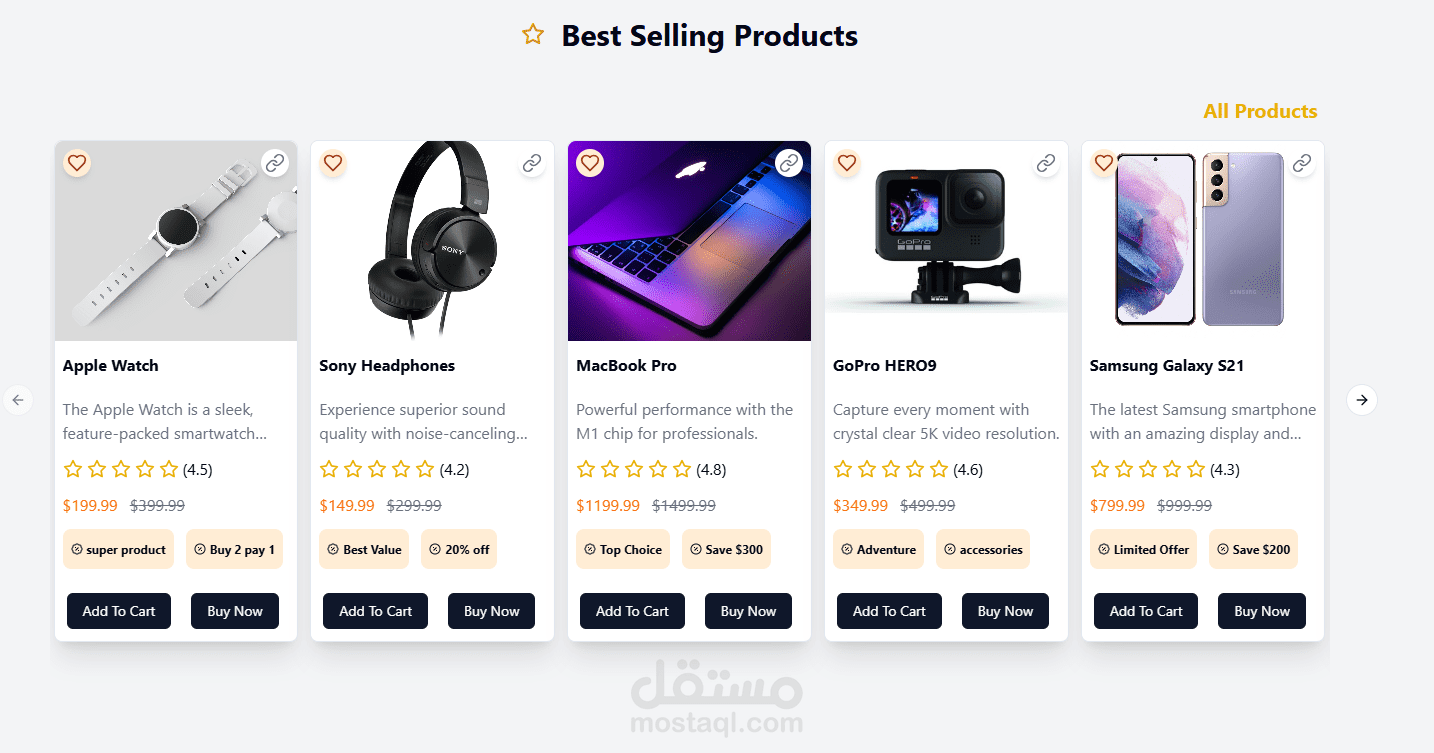 Best Selling Products
All Products
SONY
GoPro
SAMSUNG
Apple Watch
The Apple Watch is a sleek,
feature-packed smartwatch...
(4.5)
$199.99 $399.99
super product Buy 2 pay 1
Add To Cart Buy Now
Sony Headphones
Experience superior sound
quality with noise-canceling...
(4.2)
$149.99 $299.99
Best Value 20% off
Add To Cart Buy Now
MacBook Pro
Powerful performance with the
M1 chip for professionals.
(4.8)
$1199.99 $1499.99
Top Choice Save $300
Add To Cart Buy Now
GoPro HERO9
Capture every moment with
crystal clear 5K video resolution.
(4.6)
$349.99 $499.99
Adventure accessories
Add To Cart Buy Now
Samsung Galaxy S21
The latest Samsung smartphone
with an amazing display and...
(4.3)
$799.99 $999.99
Limited Offer Save $200
Add To Cart Buy Now
مستقل
mostaql.com